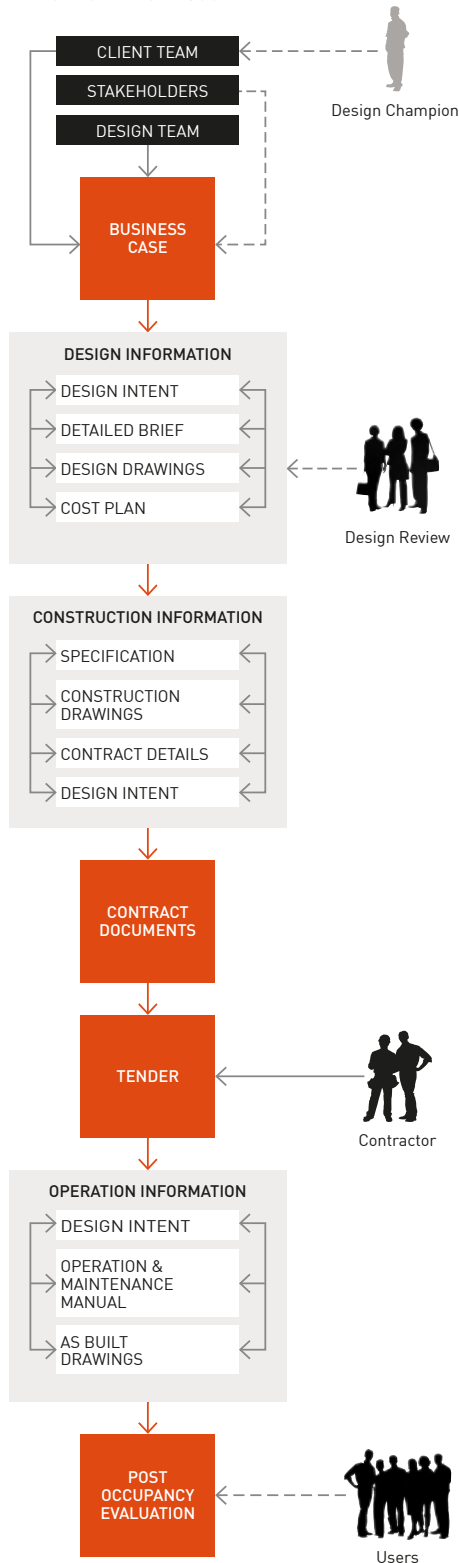 CLIENT TEAM
STAKEHOLDERS
DESIGN TEAM
Design Champion
BUSINESS
CASE
DESIGN INFORMATION
DESIGN INTENT
DETAILED BRIEF
DESIGN DRAWINGS
COST PLAN
Design Review
CONSTRUCTION INFORMATION
SPECIFICATION
CONSTRUCTION
DRAWINGS
CONTRACT DETAILS
DESIGN INTENT
CONTRACT
DOCUMENTS
TENDER
Contractor
OPERATION INFORMATION
DESIGN INTENT
OPERATION &
MAINTENANCE
MANUAL
AS BUILT
DRAWINGS
POST
OCCUPANCY
EVALUATION
Users